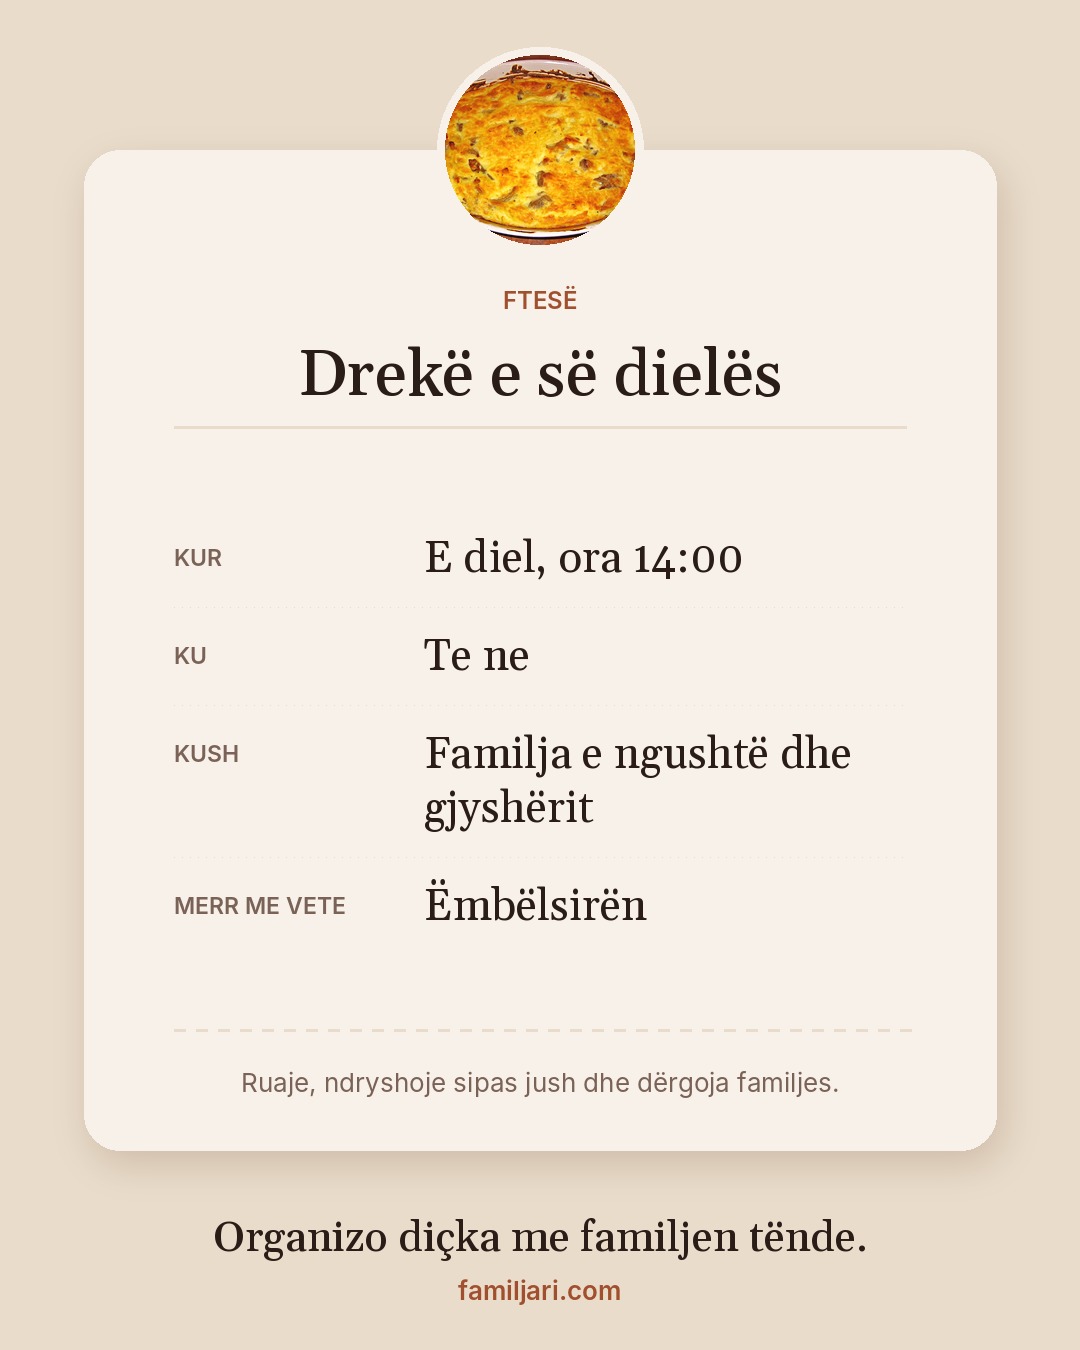 FTESË
Drekë e së dielës
KUR
E diel, ora 14:00
KU
Te ne
KUSH
Familja e ngushtë dhe
gjyshërit
MERR ME VETE
Ëmbëlsirën
Ruaje, ndryshoje sipas jush dhe dërgoja familjes.
Organizo diçka me familjen tënde.
familjari.com